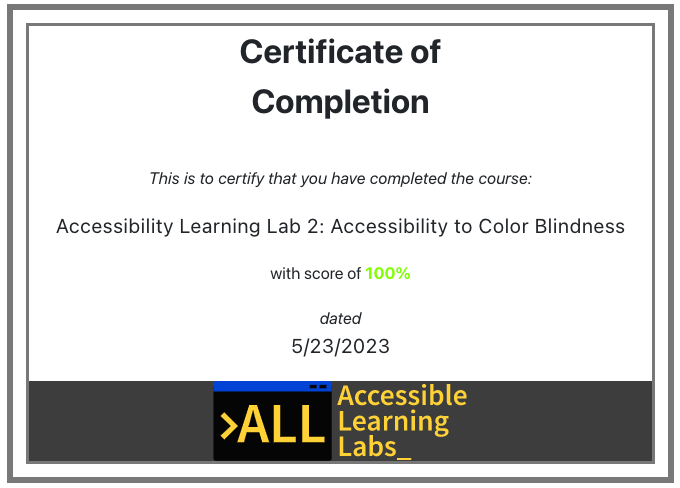 Certificate of
Completion
This is to certify that you have completed the course:
Accessibility Learning Lab 2: Accessibility to Color Blindness
with score of 100%
dated
5/23/2023
>ALL
Accessible
Learning
Labs_